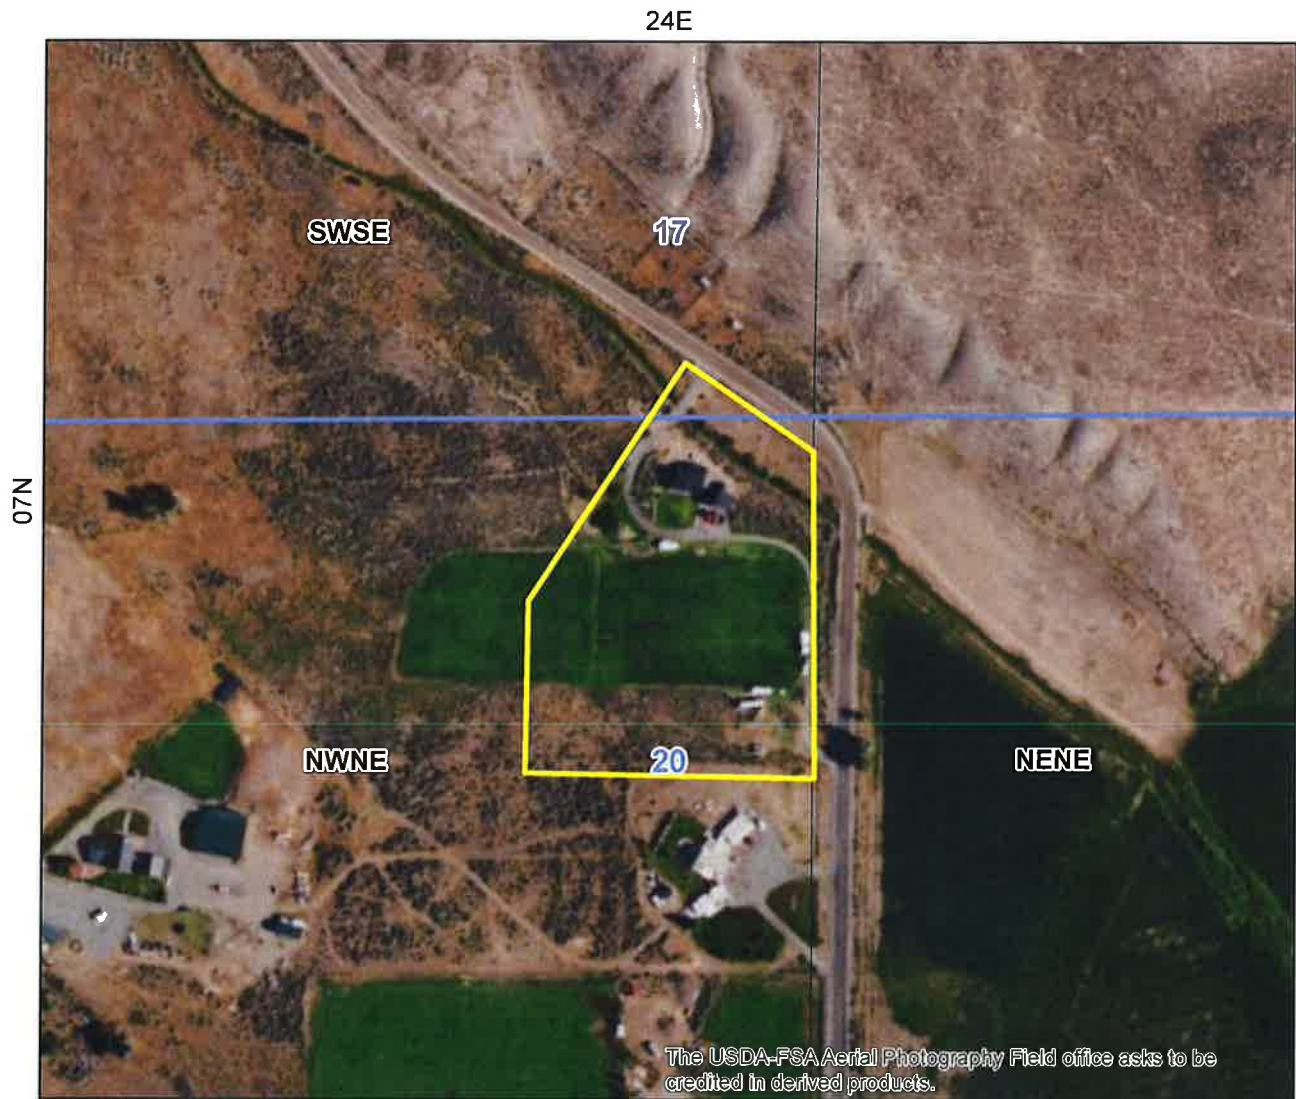 24E
SWSE
17
07N
NWNE
20
NENE
The USDA-FSA Aerial Photography Field office asks to be
credited in derived products.